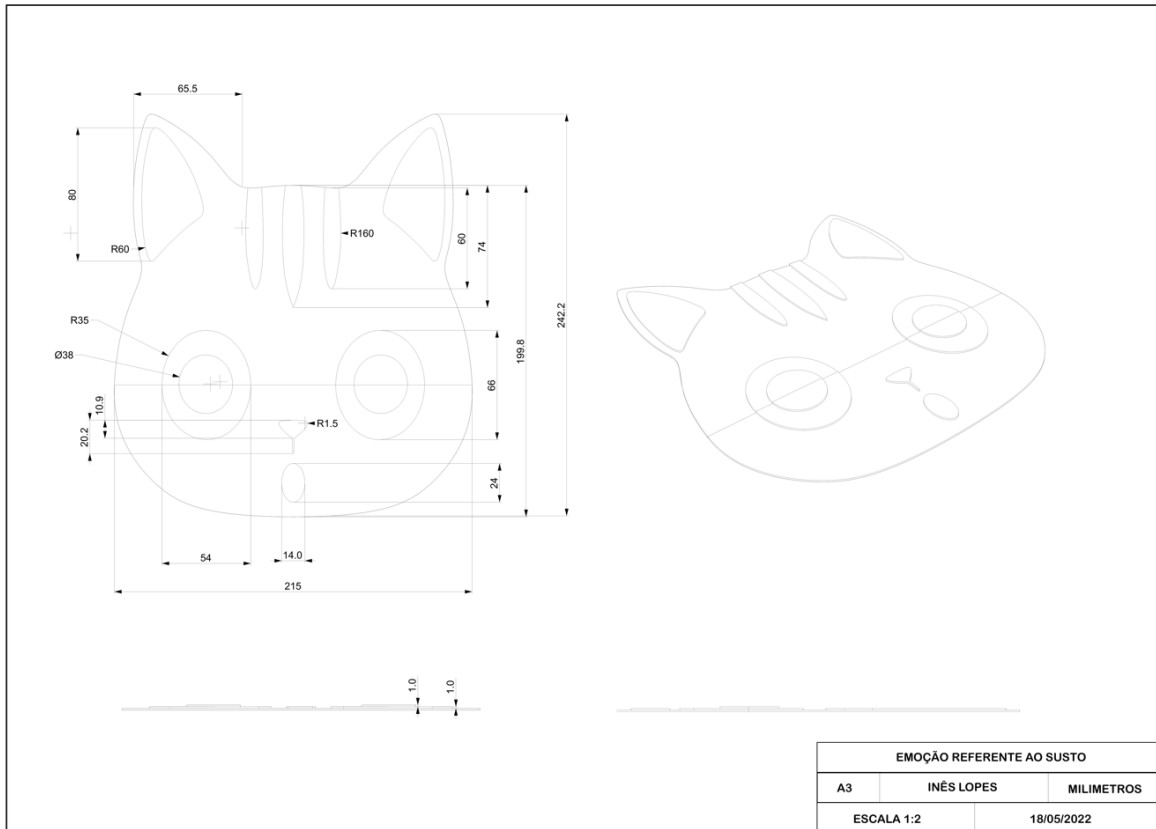 65.5
80
R60
R160
60
74
242.2
199.8
R35
Ø38
66
10.9
20.2
R1.5
24
54
14.0
215
1.0
1.0
EMOÇÃO REFERENTE AO SUSTO
A3 INÊS LOPES MILIMETROS
ESCALA 1:2 18/05/2022